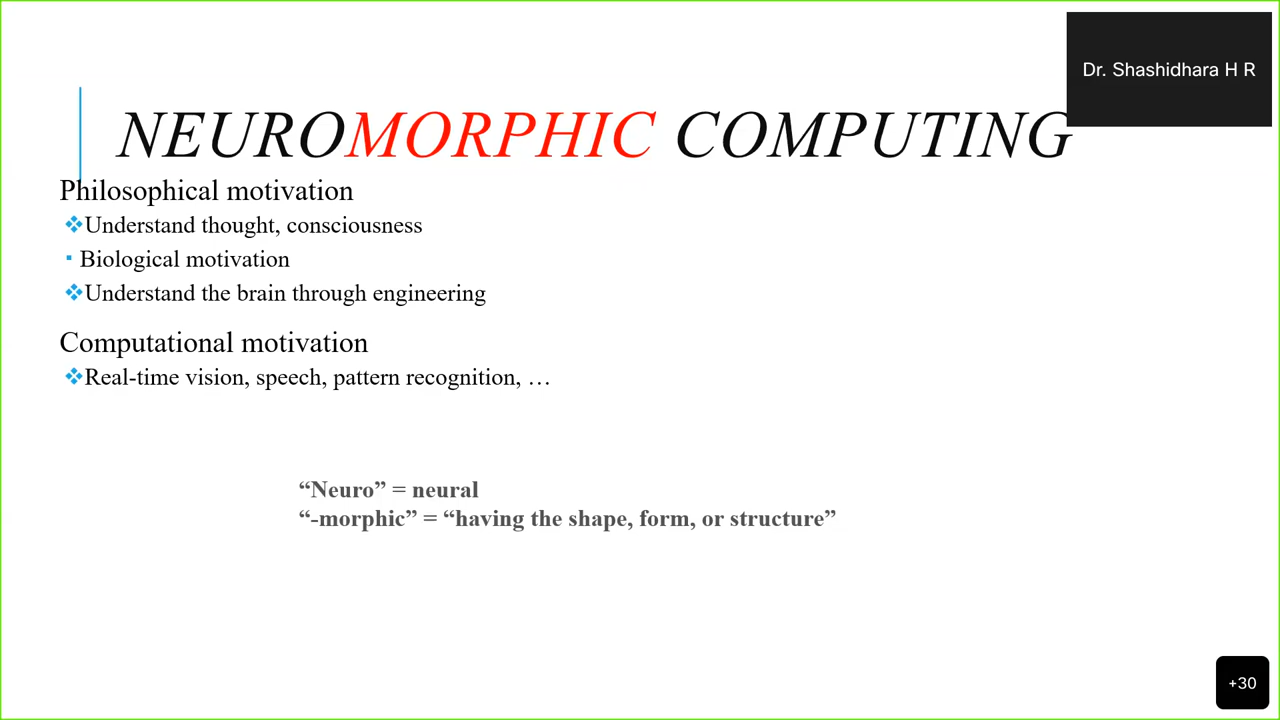 Dr. Shashidhara H R
NEUROMORPHIC COMPUTING
Philosophical motivation
❖Understand thought, consciousness
▪ Biological motivation
❖Understand the brain through engineering
Computational motivation
❖Real-time vision, speech, pattern recognition, …
“Neuro” = neural
“-morphic” = “having the shape, form, or structure”
+30